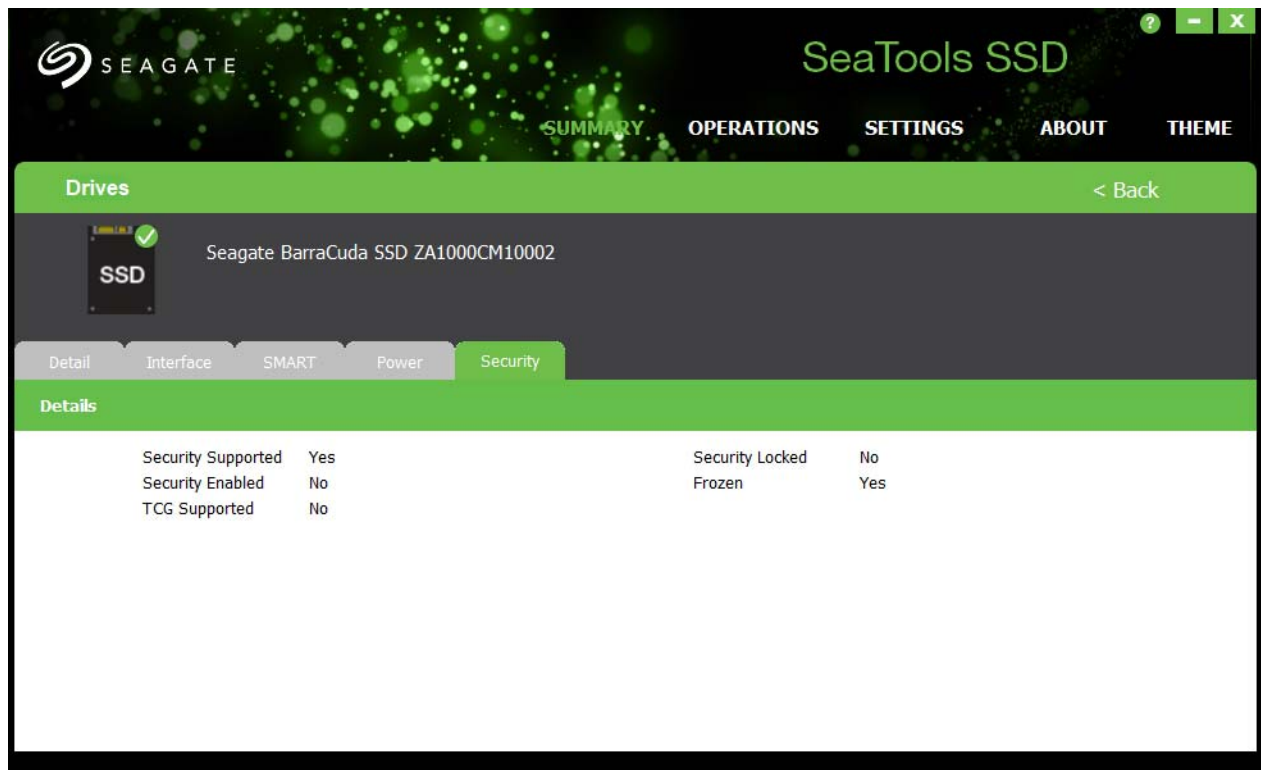 SEAGATE
SeaTools SSD
? - X
SUMMARY OPERATIONS SETTINGS ABOUT THEME
Drives < Back
SSD
Seagate BarraCuda SSD ZA1000CM10002
Detail Interface SMART Power Security
Details
Security Supported Yes Security Locked No
Security Enabled No Frozen Yes
TCG Supported No